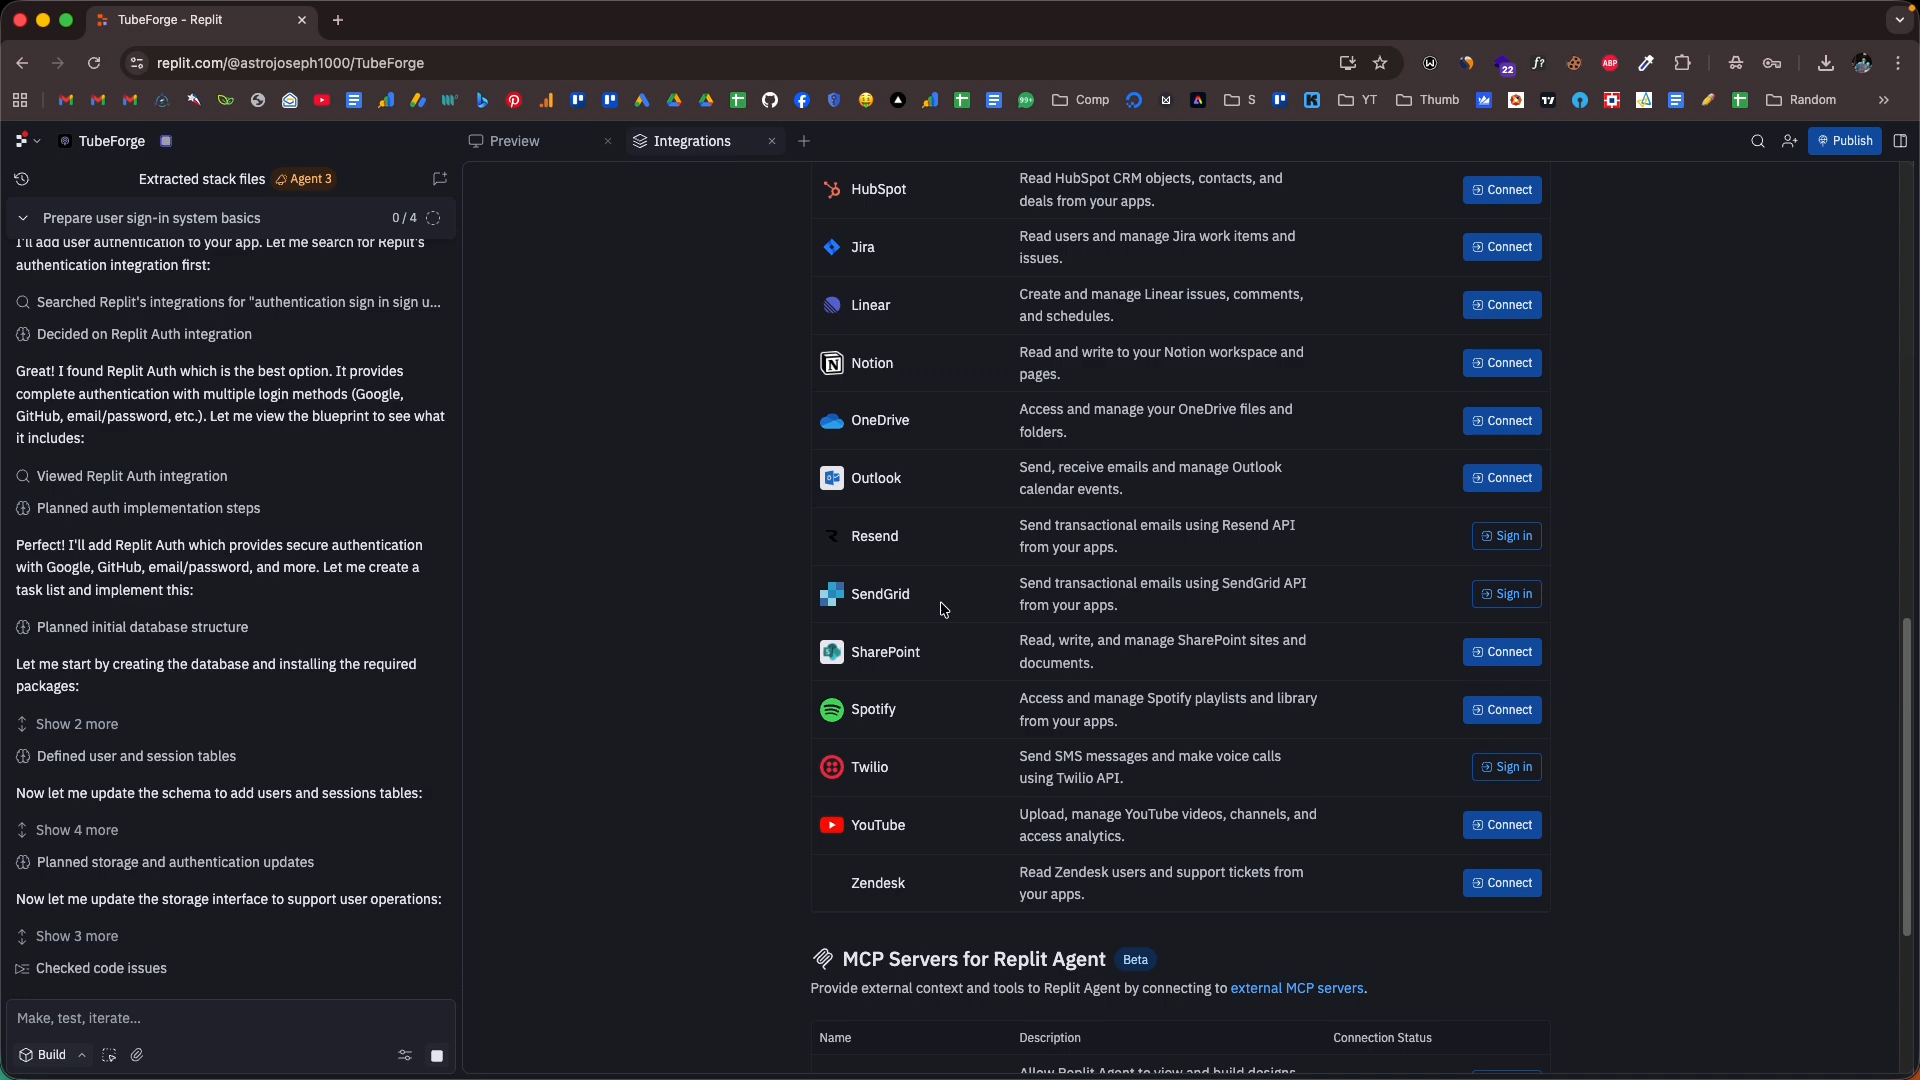 TubeForge - Replit
replit.com/@astrojoseph1000/TubeForge
22
ABP
99+
Comp
S
YT
Thumb
Random
TubeForge
Preview
Integrations
Publish
Extracted stack files
Agent 3
Prepare user sign-in system basics
0 / 4
I'll add user authentication to your app. Let me search for Replit's
authentication integration first:
Searched Replit's integrations for "authentication sign in sign u...
Decided on Replit Auth integration
Great! I found Replit Auth which is the best option. It provides
complete authentication with multiple login methods (Google,
GitHub, email/password, etc.). Let me view the blueprint to see what
it includes:
Viewed Replit Auth integration
Planned auth implementation steps
Perfect! I'll add Replit Auth which provides secure authentication
with Google, GitHub, email/password, and more. Let me create a
task list and implement this:
Planned initial database structure
Let me start by creating the database and installing the required
packages:
Show 2 more
Defined user and session tables
Now let me update the schema to add users and sessions tables:
Show 4 more
Planned storage and authentication updates
Now let me update the storage interface to support user operations:
Show 3 more
Checked code issues
Make, test, iterate...
Build
HubSpot
Read HubSpot CRM objects, contacts, and
deals from your apps.
Connect
Jira
Read users and manage Jira work items and
issues.
Connect
Linear
Create and manage Linear issues, comments,
and schedules.
Connect
Notion
Read and write to your Notion workspace and
pages.
Connect
OneDrive
Access and manage your OneDrive files and
folders.
Connect
Outlook
Send, receive emails and manage Outlook
calendar events.
Connect
Resend
Send transactional emails using Resend API
from your apps.
Sign in
SendGrid
Send transactional emails using SendGrid API
from your apps.
Sign in
SharePoint
Read, write, and manage SharePoint sites and
documents.
Connect
Spotify
Access and manage Spotify playlists and library
from your apps.
Connect
Twilio
Send SMS messages and make voice calls
using Twilio API.
Sign in
YouTube
Upload, manage YouTube videos, channels, and
access analytics.
Connect
Zendesk
Read Zendesk users and support tickets from
your apps.
Connect
MCP Servers for Replit Agent
Beta
Provide external context and tools to Replit Agent by connecting to external MCP servers.
Name
Description
Connection Status
Allow Replit Agent to view and build designs